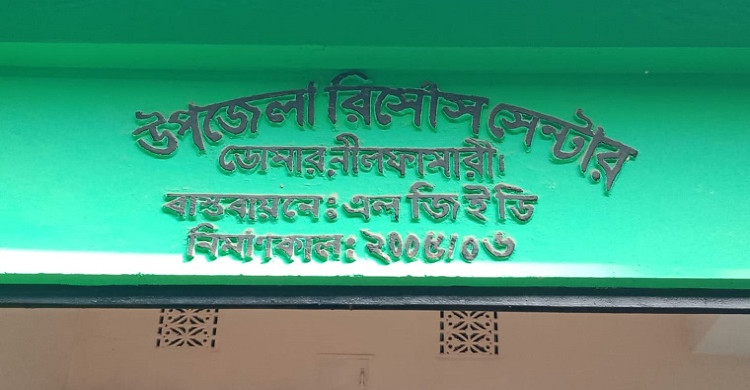 উপজেলা রিসোর্স সেন্টার
ডোমার, নীলফামারী।
বাস্তবায়নে: এল জি ই ডি
নির্মাণকাল: ২০০৫/০৬